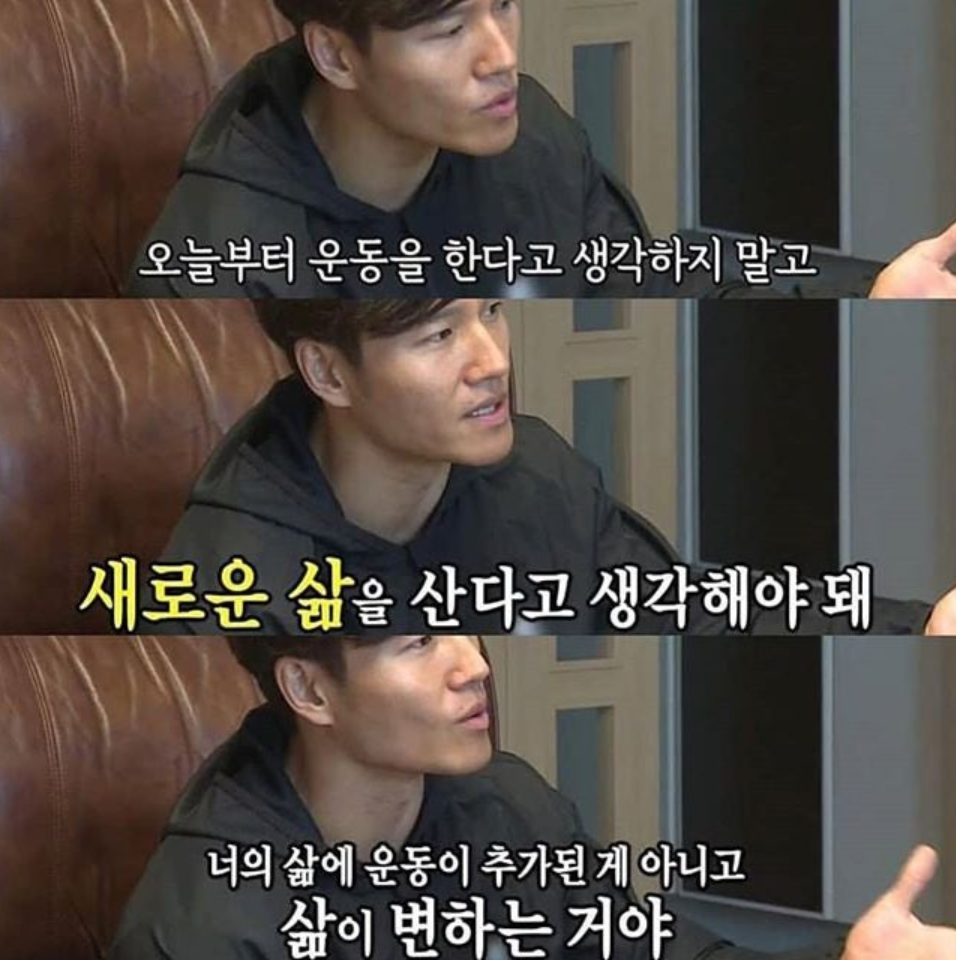 오늘부터 운동을 한다고 생각하지 말고
새로운 삶을 산다고 생각해야 돼
너의 삶에 운동이 추가된 게 아니고
삶이 변하는 거야